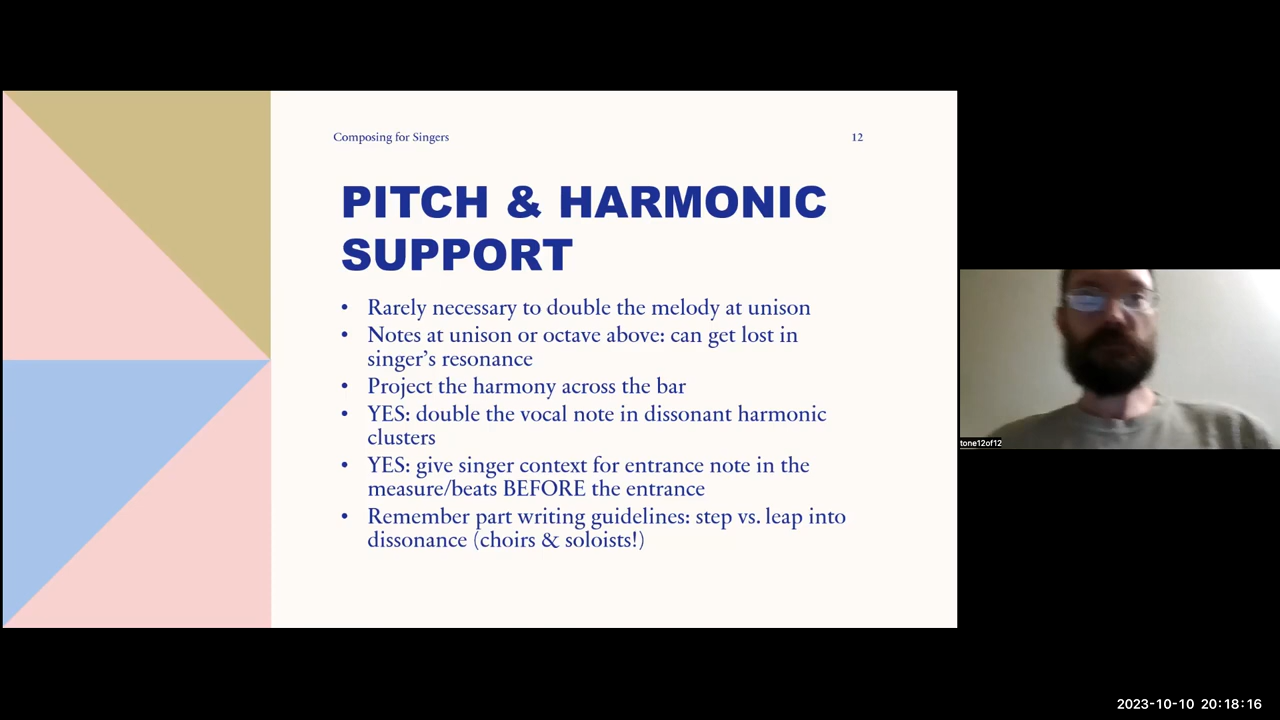 Composing for Singers
12
PITCH & HARMONIC
SUPPORT
• Rarely necessary to double the melody at unison
• Notes at unison or octave above: can get lost in
singer’s resonance
• Project the harmony across the bar
• YES: double the vocal note in dissonant harmonic
clusters
• YES: give singer context for entrance note in the
measure/beats BEFORE the entrance
• Remember part writing guidelines: step vs. leap into
dissonance (choirs & soloists!)
tone12of12
2023-10-10 20:18:16